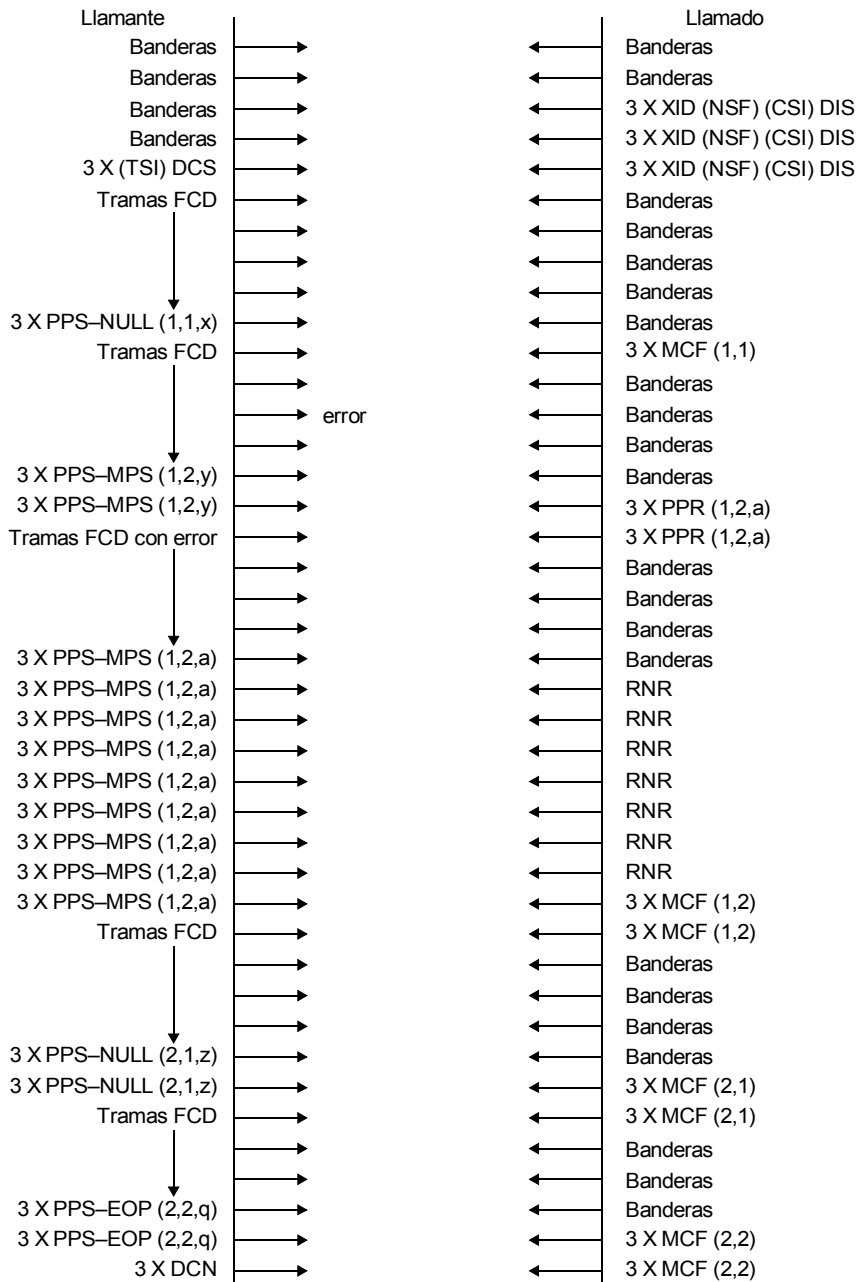 Llamante Llamado
Banderas Banderas
Banderas Banderas
Banderas 3 X XID (NSF) (CSI) DIS
Banderas 3 X XID (NSF) (CSI) DIS
3 X (TSI) DCS 3 X XID (NSF) (CSI) DIS
Tramas FCD Banderas
Banderas
Banderas
Banderas
3 X PPS–NULL (1,1,x) Banderas
Tramas FCD 3 X MCF (1,1)
Banderas
error Banderas
Banderas
3 X PPS–MPS (1,2,y) Banderas
3 X PPS–MPS (1,2,y) 3 X PPR (1,2,a)
Tramas FCD con error 3 X PPR (1,2,a)
Banderas
Banderas
Banderas
3 X PPS–MPS (1,2,a) Banderas
3 X PPS–MPS (1,2,a) RNR
3 X PPS–MPS (1,2,a) RNR
3 X PPS–MPS (1,2,a) RNR
3 X PPS–MPS (1,2,a) RNR
3 X PPS–MPS (1,2,a) RNR
3 X PPS–MPS (1,2,a) RNR
3 X PPS–MPS (1,2,a) RNR
3 X PPS–MPS (1,2,a) 3 X MCF (1,2)
Tramas FCD 3 X MCF (1,2)
Banderas
Banderas
Banderas
3 X PPS–NULL (2,1,z) Banderas
3 X PPS–NULL (2,1,z) 3 X MCF (2,1)
Tramas FCD 3 X MCF (2,1)
Banderas
Banderas
3 X PPS–EOP (2,2,q) Banderas
3 X PPS–EOP (2,2,q) 3 X MCF (2,2)
3 X DCN 3 X MCF (2,2)